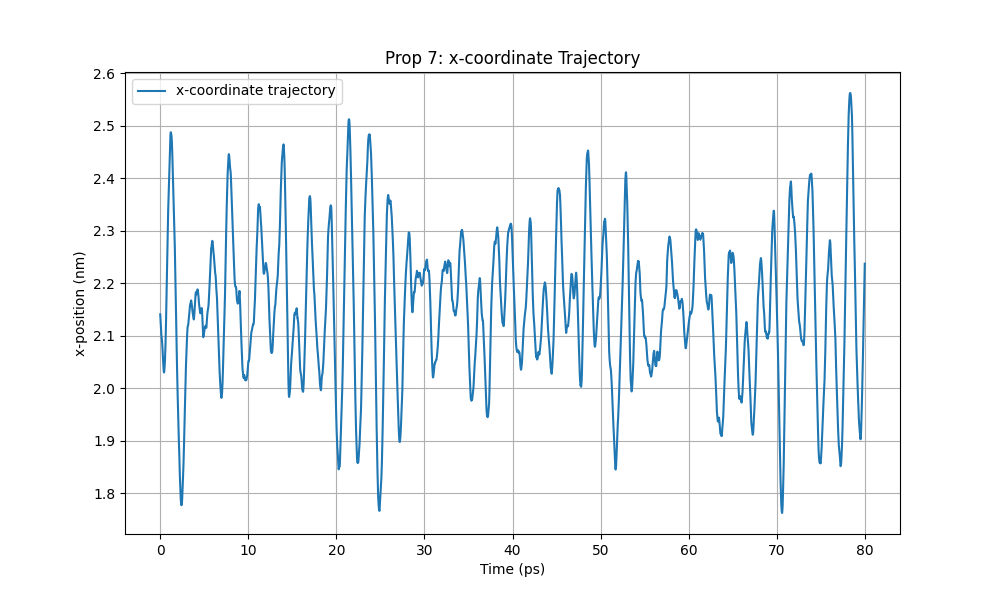 Prop 7: x-coordinate Trajectory
x-coordinate trajectory
2.6
2.5
2.4
2.3
2.2
2.1
2.0
1.9
1.8
x-position (nm)
0 10 20 30 40 50 60 70 80
Time (ps)